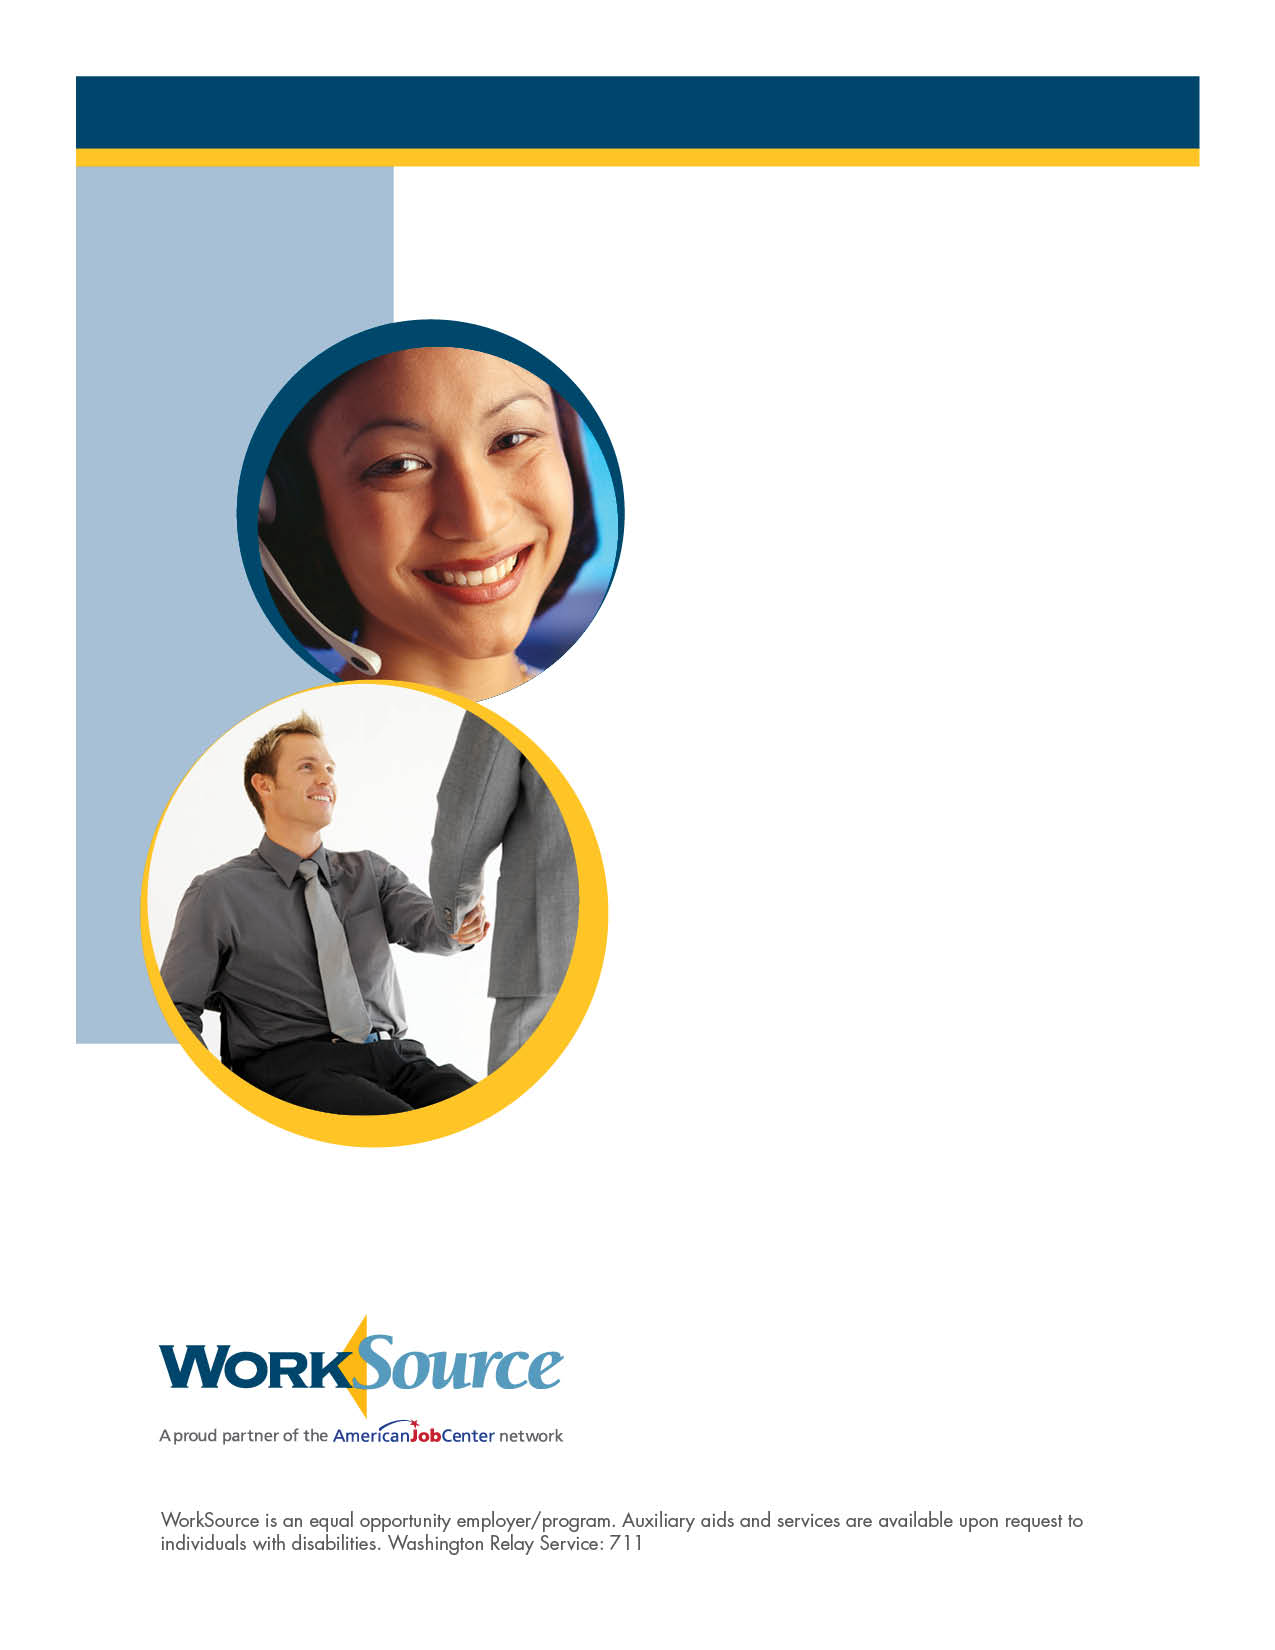 WORKSource
A proud partner of the AmericanJobCenter network
WorkSource is an equal opportunity employer/program. Auxiliary aids and services are available upon request to
individuals with disabilities. Washington Relay Service: 711